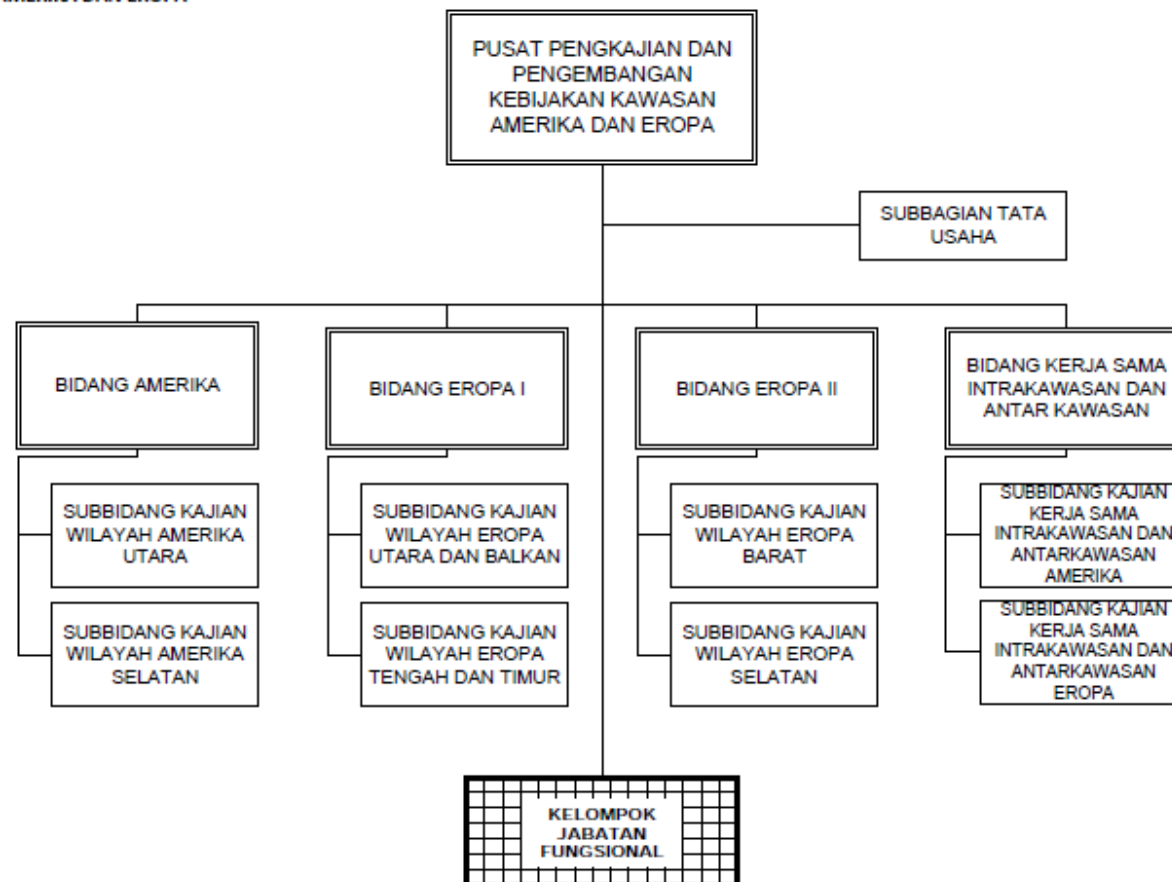 PUSAT PENGKAJIAN DAN
PENGEMBANGAN
KEBIJAKAN KAWASAN
AMERIKA DAN EROPA
SUBBAGIAN TATA
USAHA
BIDANG AMERIKA
BIDANG EROPA I
BIDANG EROPA II
BIDANG KERJA SAMA
INTRAKAWASAN DAN
ANTAR KAWASAN
SUBBIDANG KAJIAN
WILAYAH AMERIKA
UTARA
SUBBIDANG KAJIAN
WILAYAH EROPA
UTARA DAN BALKAN
SUBBIDANG KAJIAN
WILAYAH EROPA
BARAT
SUBBIDANG KAJIAN
KERJA SAMA
INTRAKAWASAN DAN
ANTARKAWASAN
AMERIKA
SUBBIDANG KAJIAN
WILAYAH AMERIKA
SELATAN
SUBBIDANG KAJIAN
WILAYAH EROPA
TENGAH DAN TIMUR
SUBBIDANG KAJIAN
WILAYAH EROPA
SELATAN
SUBBIDANG KAJIAN
KERJA SAMA
INTRAKAWASAN DAN
ANTARKAWASAN
EROPA
KELOMPOK
JABATAN
FUNGSIONAL